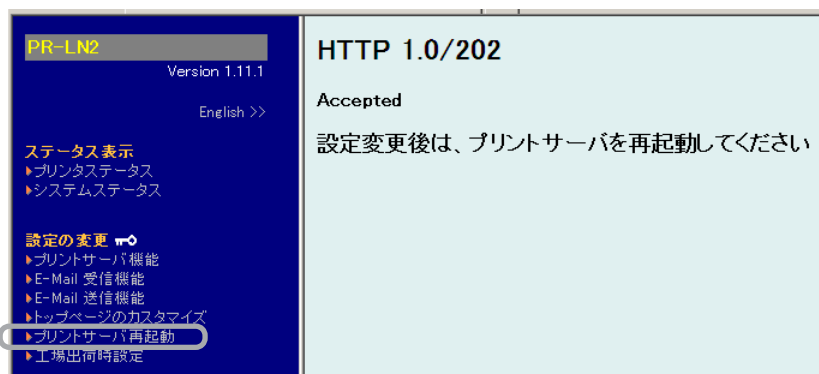 PR-LN2
Version 1.11.1
English >>
ステータス表示
プリンタステータス
システムステータス
設定の変更
プリントサーバ機能
E-Mail 受信機能
E-Mail 送信機能
トップページのカスタマイズ
プリントサーバ再起動
工場出荷時設定
HTTP 1.0/202
Accepted
設定変更後は、プリントサーバを再起動してください